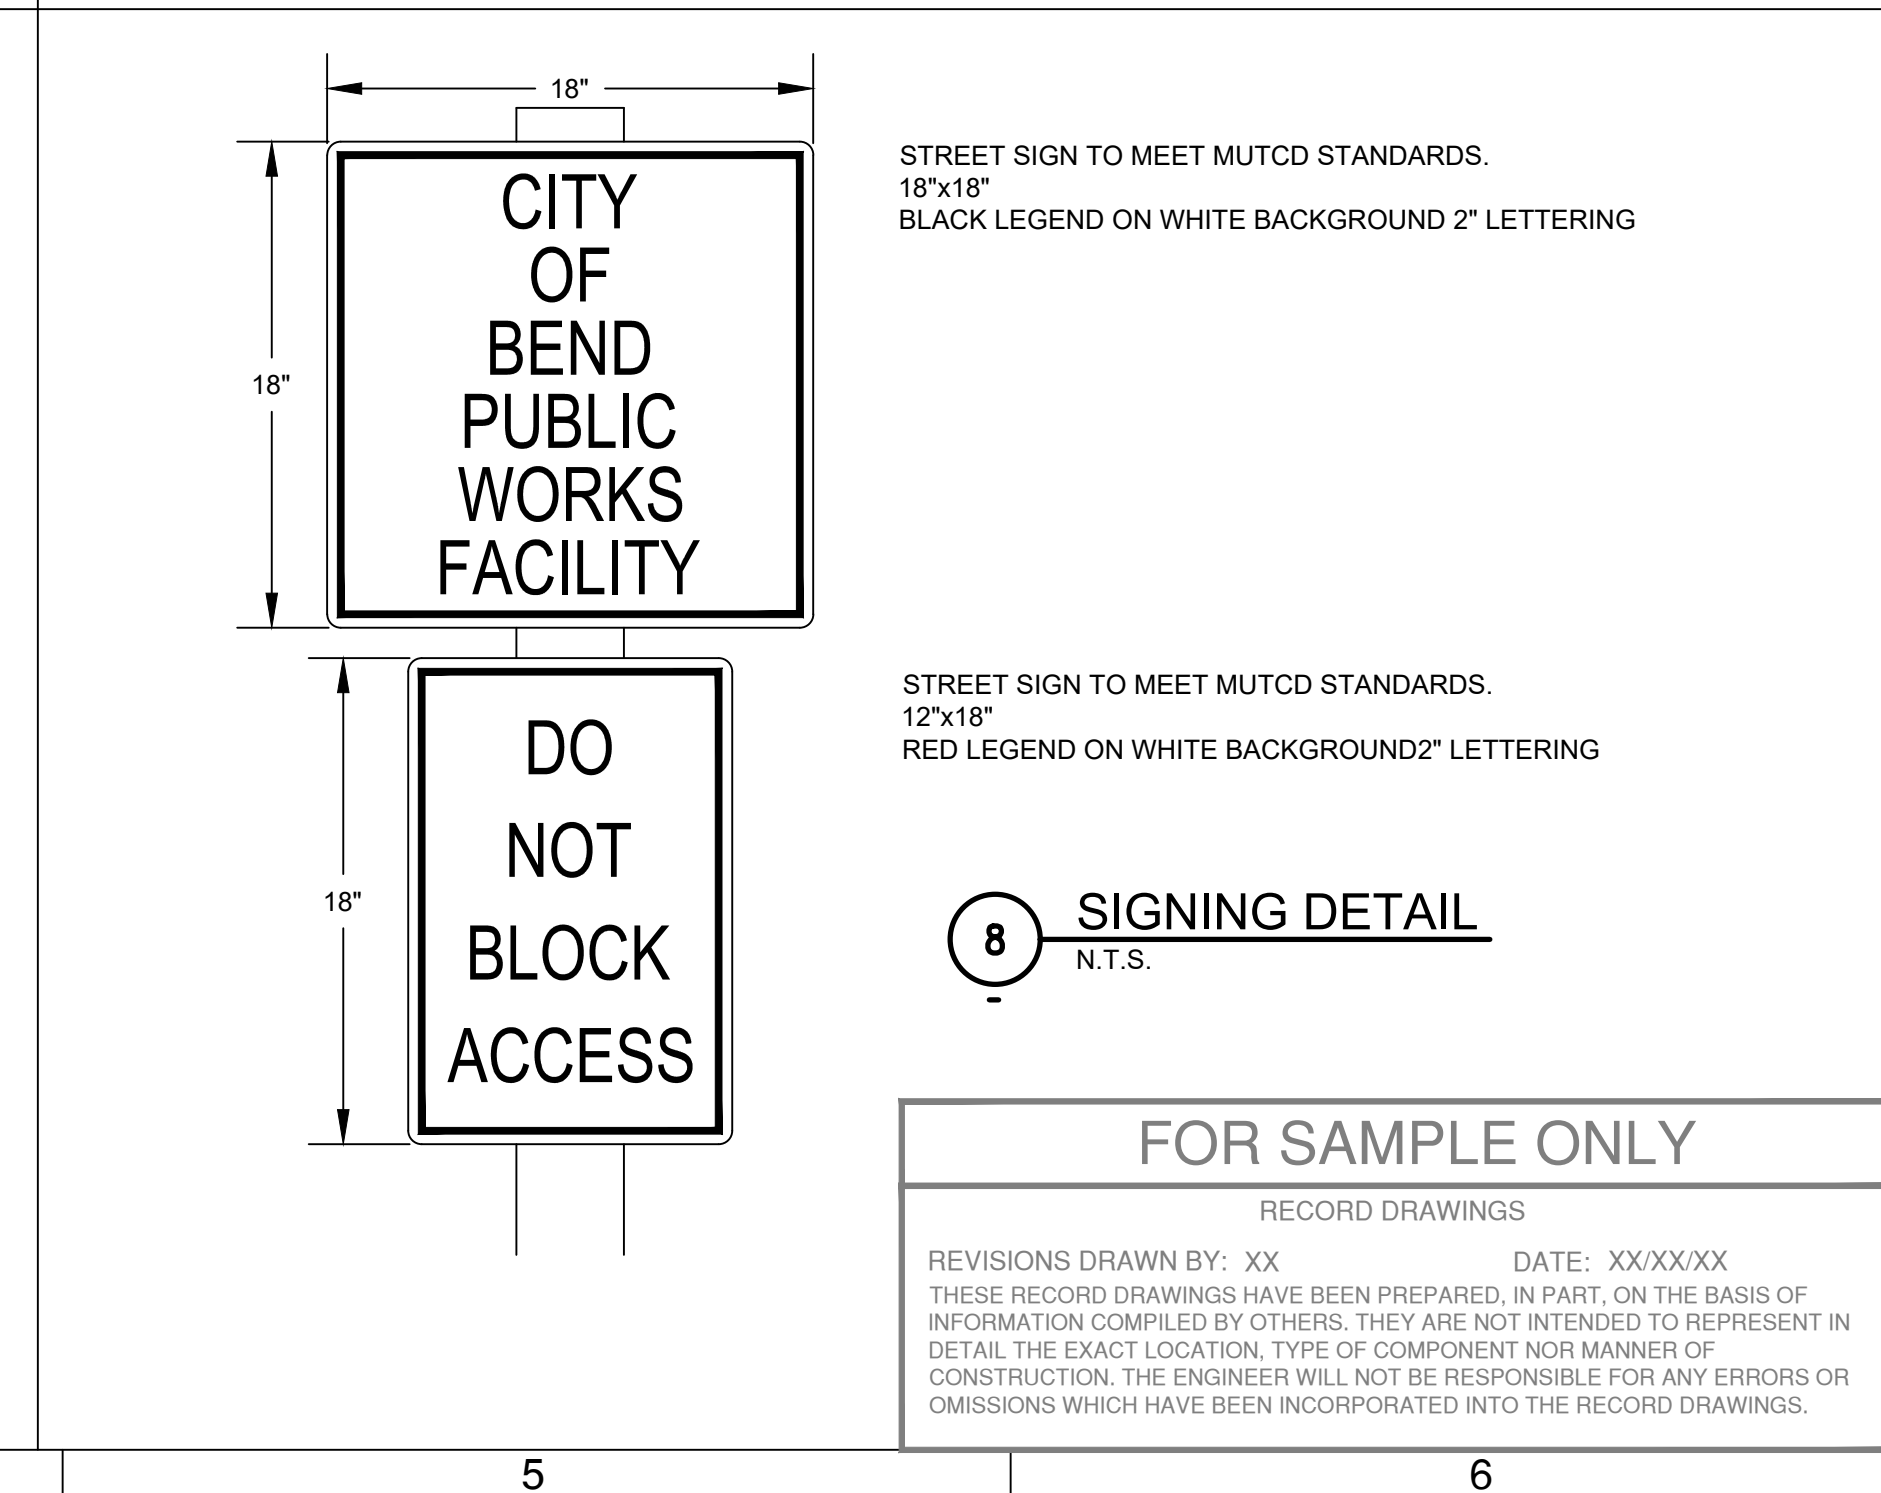 18"
18"
CITY
OF
BEND
PUBLIC
WORKS
FACILITY
STREET SIGN TO MEET MUTCD STANDARDS.
18"x18"
BLACK LEGEND ON WHITE BACKGROUND 2" LETTERING
18"
DO
NOT
BLOCK
ACCESS
STREET SIGN TO MEET MUTCD STANDARDS.
12"x18"
RED LEGEND ON WHITE BACKGROUND2" LETTERING
8
-
SIGNING DETAIL
N.T.S.
FOR SAMPLE ONLY
RECORD DRAWINGS
REVISIONS DRAWN BY: XX DATE: XX/XX/XX
THESE RECORD DRAWINGS HAVE BEEN PREPARED, IN PART, ON THE BASIS OF
INFORMATION COMPILED BY OTHERS. THEY ARE NOT INTENDED TO REPRESENT IN
DETAIL THE EXACT LOCATION, TYPE OF COMPONENT NOR MANNER OF
CONSTRUCTION. THE ENGINEER WILL NOT BE RESPONSIBLE FOR ANY ERRORS OR
OMISSIONS WHICH HAVE BEEN INCORPORATED INTO THE RECORD DRAWINGS.
5
6